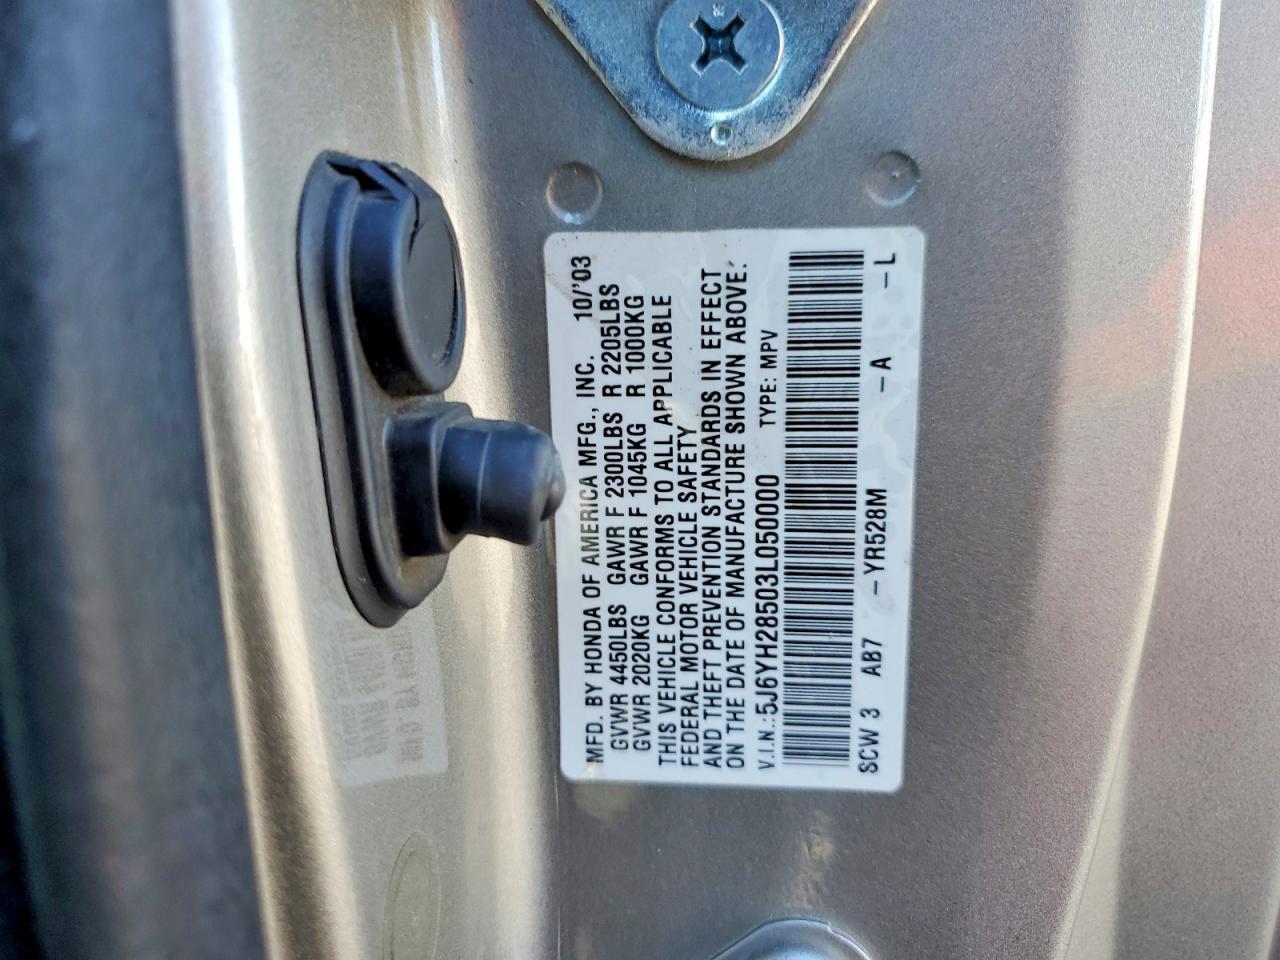 MFD. BY HONDA OF AMERICA MFG., INC. 10/'03
GVWR 4450LBS GAWR F 2300LBS R 2205LBS
GVWR 2020KG GAWR F 1045KG R 1000KG
THIS VEHICLE CONFORMS TO ALL APPLICABLE
FEDERAL MOTOR VEHICLE SAFETY
AND THEFT PREVENTION STANDARDS IN EFFECT
ON THE DATE OF MANUFACTURE SHOWN ABOVE.
V.I.N.:5J6YH28503L050000 TYPE: MPV
SCW 3 AB7 - YR528M - A - L